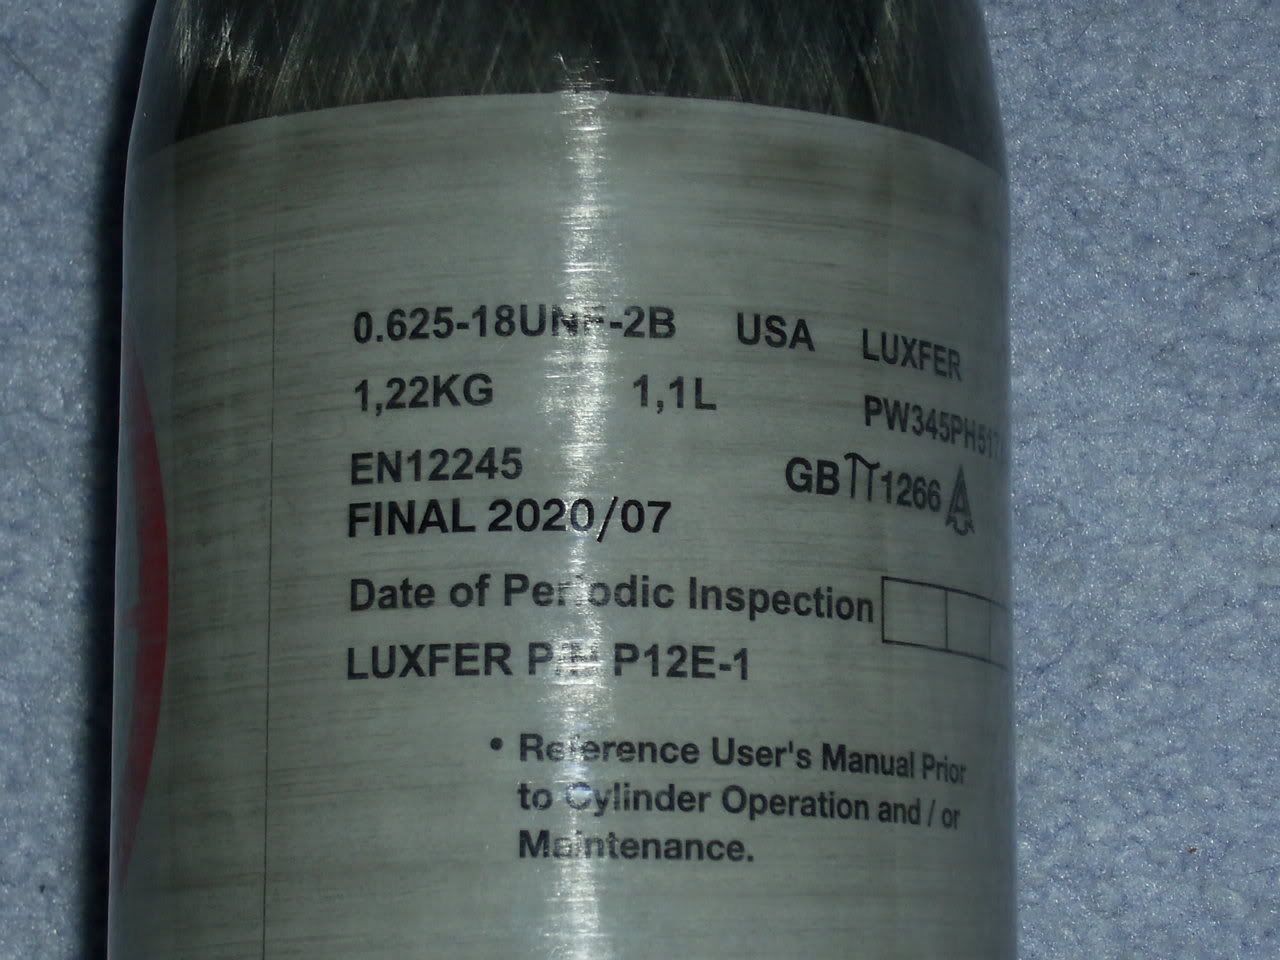 0.625-18UNF-2B USA LUXFER
1,22KG 1,1L PW345PH517
EN12245 GB 1266
FINAL 2020/07
Date of Periodic Inspection
LUXFER P/N P12E-1
• Reference User's Manual Prior
to Cylinder Operation and / or
Maintenance.